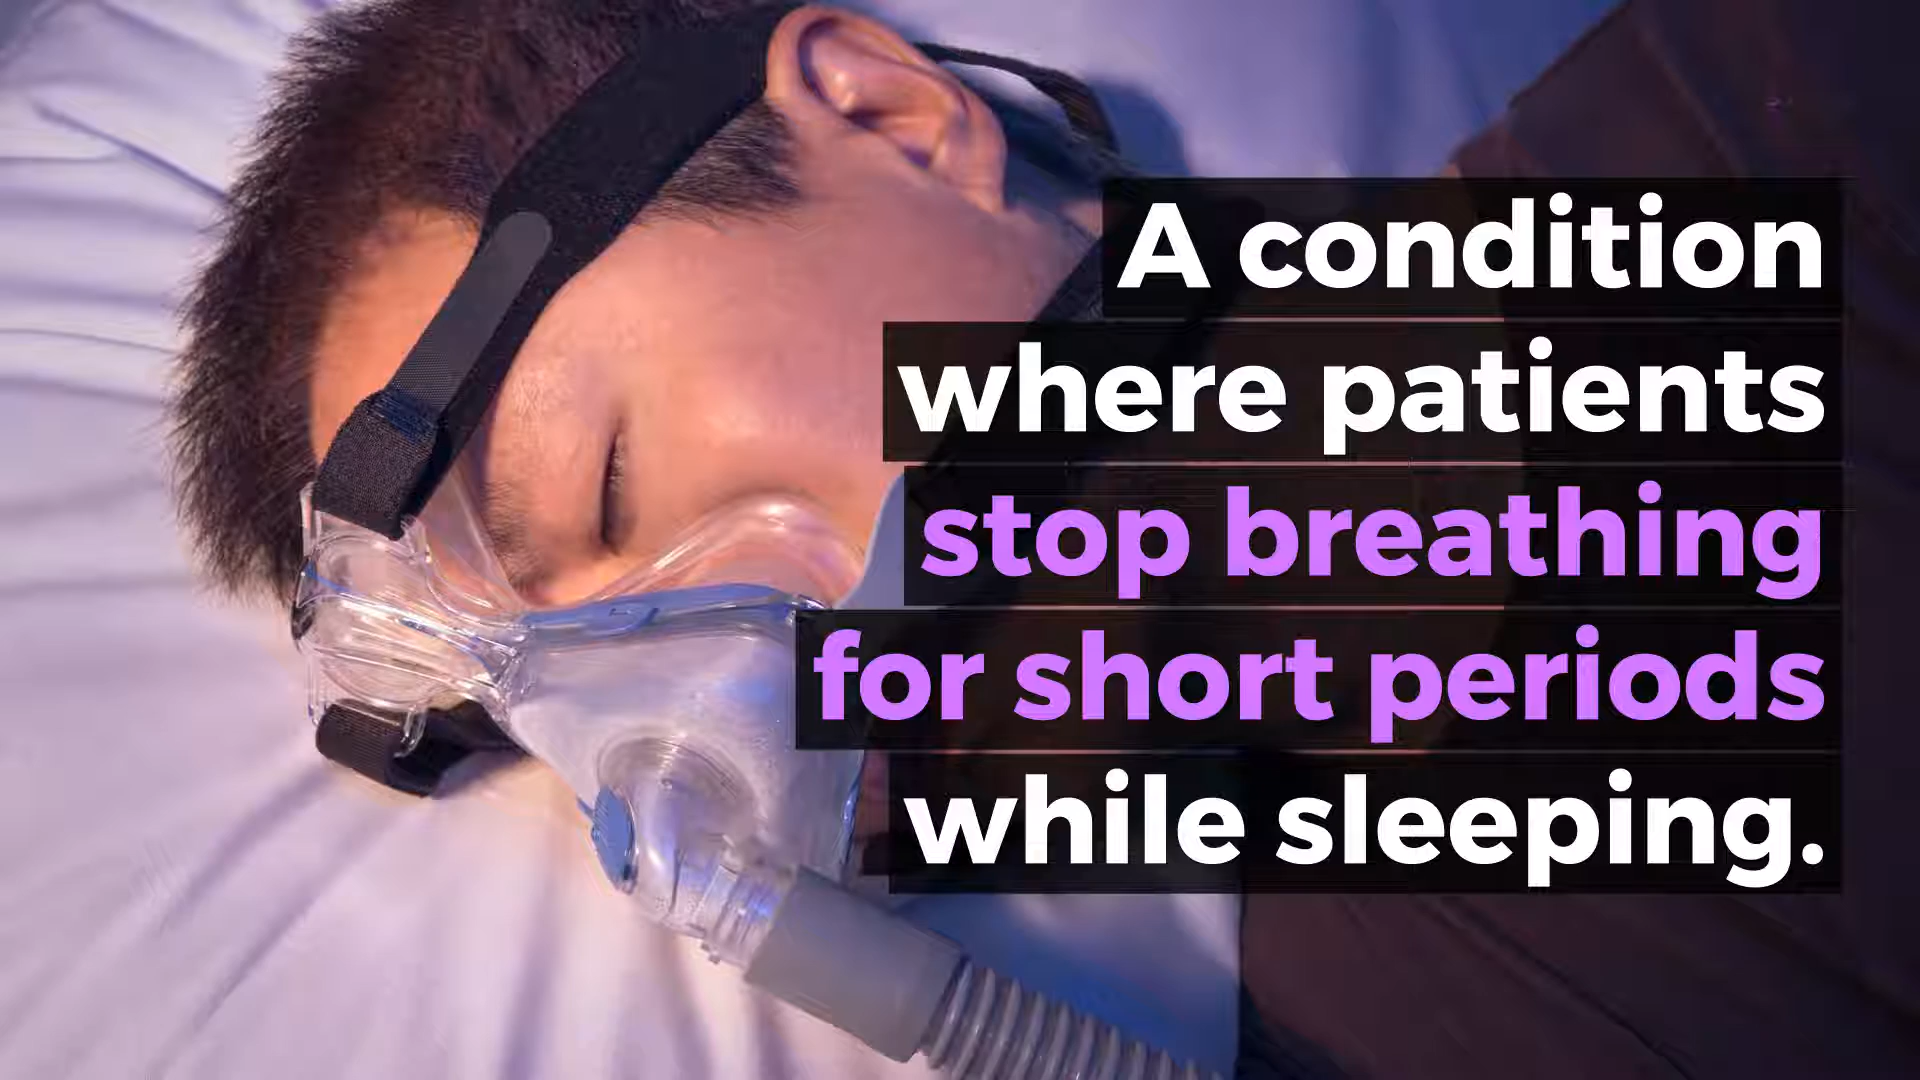 A condition
where patients
stop breathing
for short periods
while sleeping.